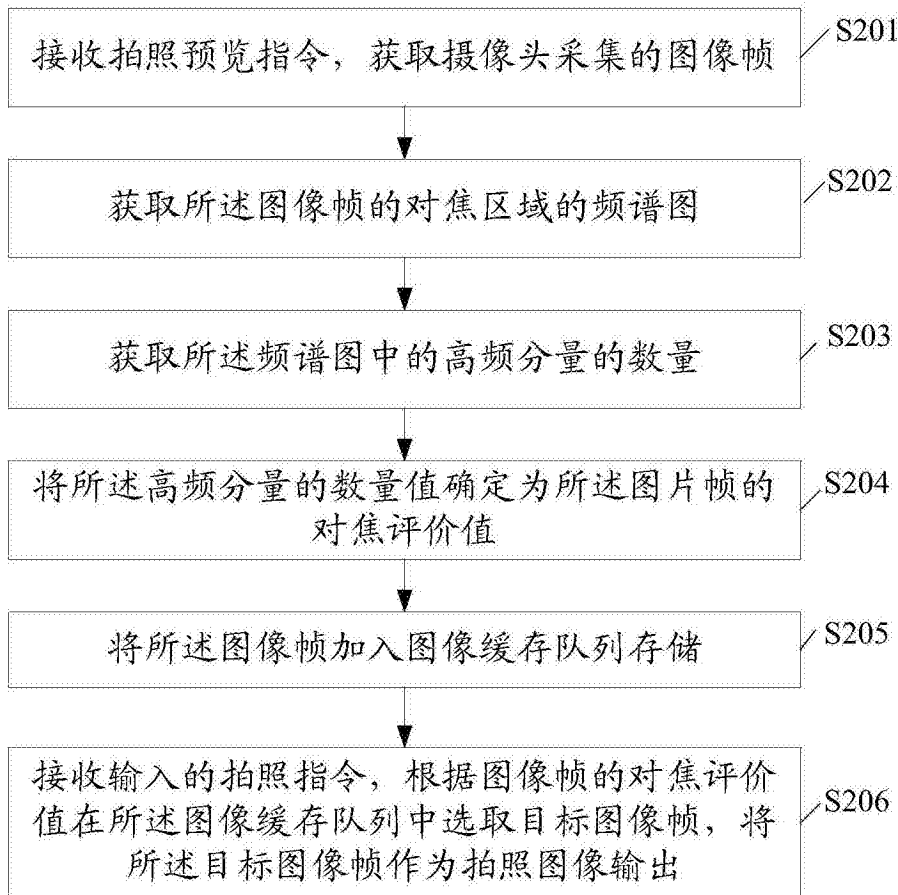 接收拍照预览指令，获取摄像头采集的图像帧
S201
获取所述图像帧的对焦区域的频谱图
S202
获取所述频谱图中的高频分量的数量
S203
将所述高频分量的数量值确定为所述图片帧的
对焦评价值
S204
将所述图像帧加入图像缓存队列存储
S205
接收输入的拍照指令，根据图像帧的对焦评价
值在所述图像缓存队列中选取目标图像帧，将
所述目标图像帧作为拍照图像输出
S206